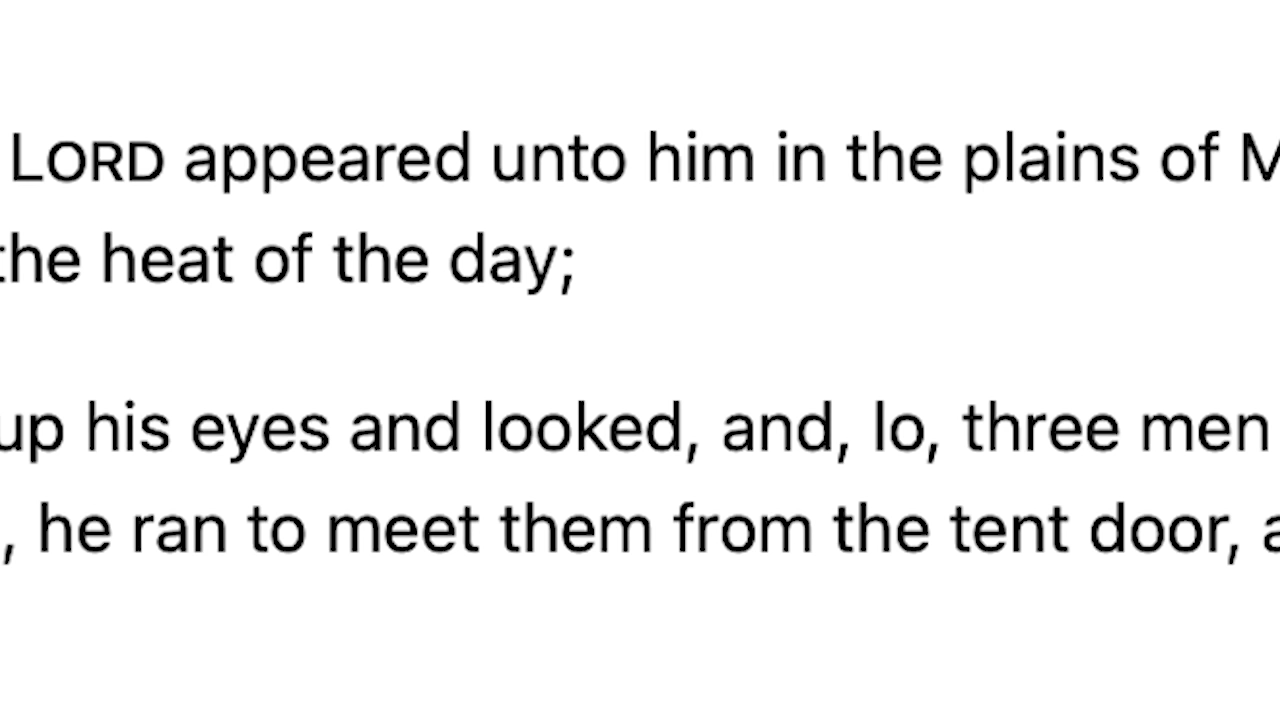 LORD appeared unto him in the plains of
the heat of the day;
up his eyes and looked, and, lo, three men
, he ran to meet them from the tent door,